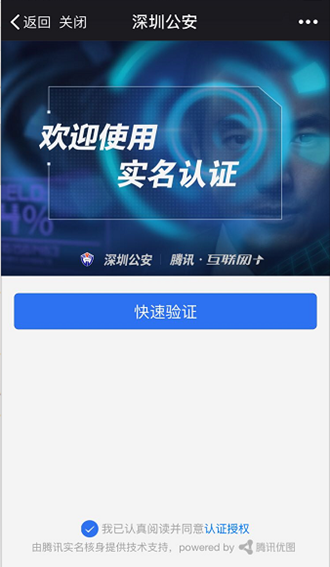 返回 关闭 深圳公安
欢迎使用
实名认证
4%
深圳公安 腾讯·互联网卡
快速验证
我已认真阅读并同意认证授权
由腾讯实名核身提供技术支持，powered by 腾讯优图